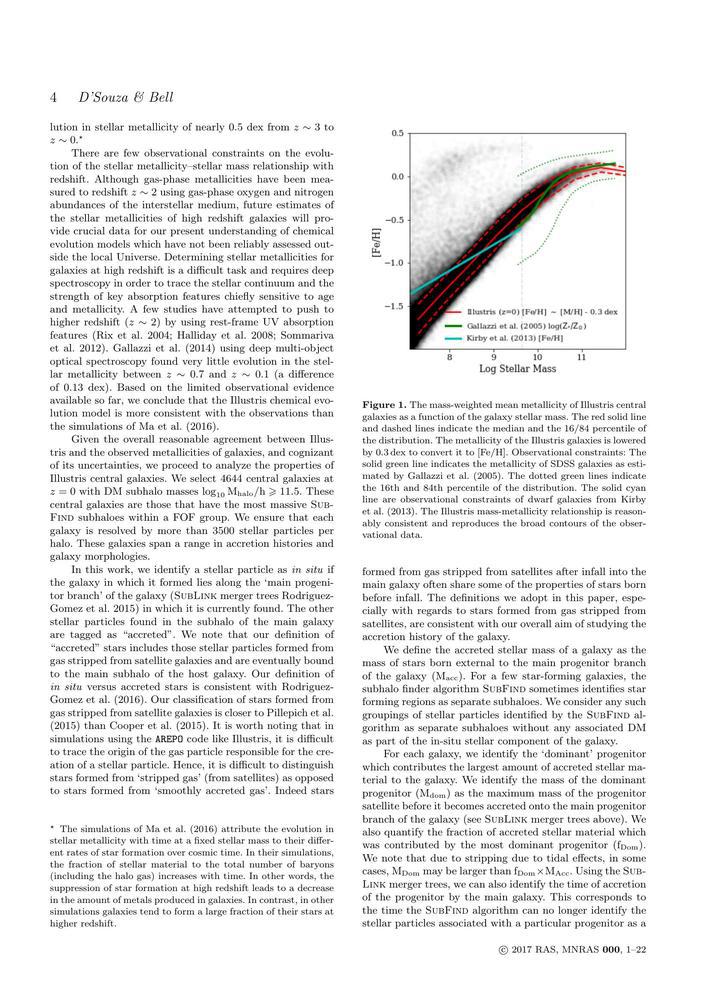 4 D'Souza & Bell
lution in stellar metallicity of nearly 0.5 dex from z ∼ 3 to
z ∼ 0.*
There are few observational constraints on the evolu-
tion of the stellar metallicity–stellar mass relationship with
redshift. Although gas-phase metallicities have been mea-
sured to redshift z ∼ 2 using gas-phase oxygen and nitrogen
abundances of the interstellar medium, future estimates of
the stellar metallicities of high redshift galaxies will pro-
vide crucial data for our present understanding of chemical
evolution models which have not been reliably assessed out-
side the local Universe. Determining stellar metallicities for
galaxies at high redshift is a difficult task and requires deep
spectroscopy in order to trace the stellar continuum and the
strength of key absorption features chiefly sensitive to age
and metallicity. A few studies have attempted to push to
higher redshift (z ∼ 2) by using rest-frame UV absorption
features (Rix et al. 2004; Halliday et al. 2008; Sommariva
et al. 2012). Gallazzi et al. (2014) using deep multi-object
optical spectroscopy found very little evolution in the stel-
lar metallicity between z ∼ 0.7 and z ∼ 0.1 (a difference
of 0.13 dex). Based on the limited observational evidence
available so far, we conclude that the Illustris chemical evo-
lution model is more consistent with the observations than
the simulations of Ma et al. (2016).
Given the overall reasonable agreement between Illus-
tris and the observed metallicities of galaxies, and cognizant
of its uncertainties, we proceed to analyze the properties of
Illustris central galaxies. We select 4644 central galaxies at
z = 0 with DM subhalo masses log₁₀ M_halo/h ⩾ 11.5. These
central galaxies are those that have the most massive SUB-
FIND subhaloes within a FOF group. We ensure that each
galaxy is resolved by more than 3500 stellar particles per
halo. These galaxies span a range in accretion histories and
galaxy morphologies.
In this work, we identify a stellar particle as in situ if
the galaxy in which it formed lies along the 'main progeni-
tor branch' of the galaxy (SUBLINK merger trees Rodriguez-
Gomez et al. 2015) in which it is currently found. The other
stellar particles found in the subhalo of the main galaxy
are tagged as "accreted". We note that our definition of
"accreted" stars includes those stellar particles formed from
gas stripped from satellite galaxies and are eventually bound
to the main subhalo of the host galaxy. Our definition of
in situ versus accreted stars is consistent with Rodriguez-
Gomez et al. (2016). Our classification of stars formed from
gas stripped from satellite galaxies is closer to Pillepich et al.
(2015) than Cooper et al. (2015). It is worth noting that in
simulations using the AREPO code like Illustris, it is difficult
to trace the origin of the gas particle responsible for the cre-
ation of a stellar particle. Hence, it is difficult to distinguish
stars formed from 'stripped gas' (from satellites) as opposed
to stars formed from 'smoothly accreted gas'. Indeed stars
* The simulations of Ma et al. (2016) attribute the evolution in
stellar metallicity with time at a fixed stellar mass to their differ-
ent rates of star formation over cosmic time. In their simulations,
the fraction of stellar material to the total number of baryons
(including the halo gas) increases with time. In other words, the
suppression of star formation at high redshift leads to a decrease
in the amount of metals produced in galaxies. In contrast, in other
simulations galaxies tend to form a large fraction of their stars at
higher redshift.
0.5
0.0
−0.5
−1.0
−1.5
[Fe/H]
Illustris (z=0) [Fe/H] ∼ [M/H] - 0.3 dex
Gallazzi et al. (2005) log(Z*/Z⊙)
Kirby et al. (2013) [Fe/H]
8 9 10 11
Log Stellar Mass
Figure 1. The mass-weighted mean metallicity of Illustris central
galaxies as a function of the galaxy stellar mass. The red solid line
and dashed lines indicate the median and the 16/84 percentile of
the distribution. The metallicity of the Illustris galaxies is lowered
by 0.3 dex to convert it to [Fe/H]. Observational constraints: The
solid green line indicates the metallicity of SDSS galaxies as esti-
mated by Gallazzi et al. (2005). The dotted green lines indicate
the 16th and 84th percentile of the distribution. The solid cyan
line are observational constraints of dwarf galaxies from Kirby
et al. (2013). The Illustris mass-metallicity relationship is reason-
ably consistent and reproduces the broad contours of the obser-
vational data.
formed from gas stripped from satellites after infall into the
main galaxy often share some of the properties of stars born
before infall. The definitions we adopt in this paper, espe-
cially with regards to stars formed from gas stripped from
satellites, are consistent with our overall aim of studying the
accretion history of the galaxy.
We define the accreted stellar mass of a galaxy as the
mass of stars born external to the main progenitor branch
of the galaxy (M_acc). For a few star-forming galaxies, the
subhalo finder algorithm SUBFIND sometimes identifies star
forming regions as separate subhaloes. We consider any such
groupings of stellar particles identified by the SUBFIND al-
gorithm as separate subhaloes without any associated DM
as part of the in-situ stellar component of the galaxy.
For each galaxy, we identify the 'dominant' progenitor
which contributes the largest amount of accreted stellar ma-
terial to the galaxy. We identify the mass of the dominant
progenitor (M_dom) as the maximum mass of the progenitor
satellite before it becomes accreted onto the main progenitor
branch of the galaxy (see SUBLINK merger trees above). We
also quantify the fraction of accreted stellar material which
was contributed by the most dominant progenitor (f_Dom).
We note that due to stripping due to tidal effects, in some
cases, M_Dom may be larger than f_Dom×M_Acc. Using the SUB-
LINK merger trees, we can also identify the time of accretion
of the progenitor by the main galaxy. This corresponds to
the time the SUBFIND algorithm can no longer identify the
stellar particles associated with a particular progenitor as a
© 2017 RAS, MNRAS 000, 1–22